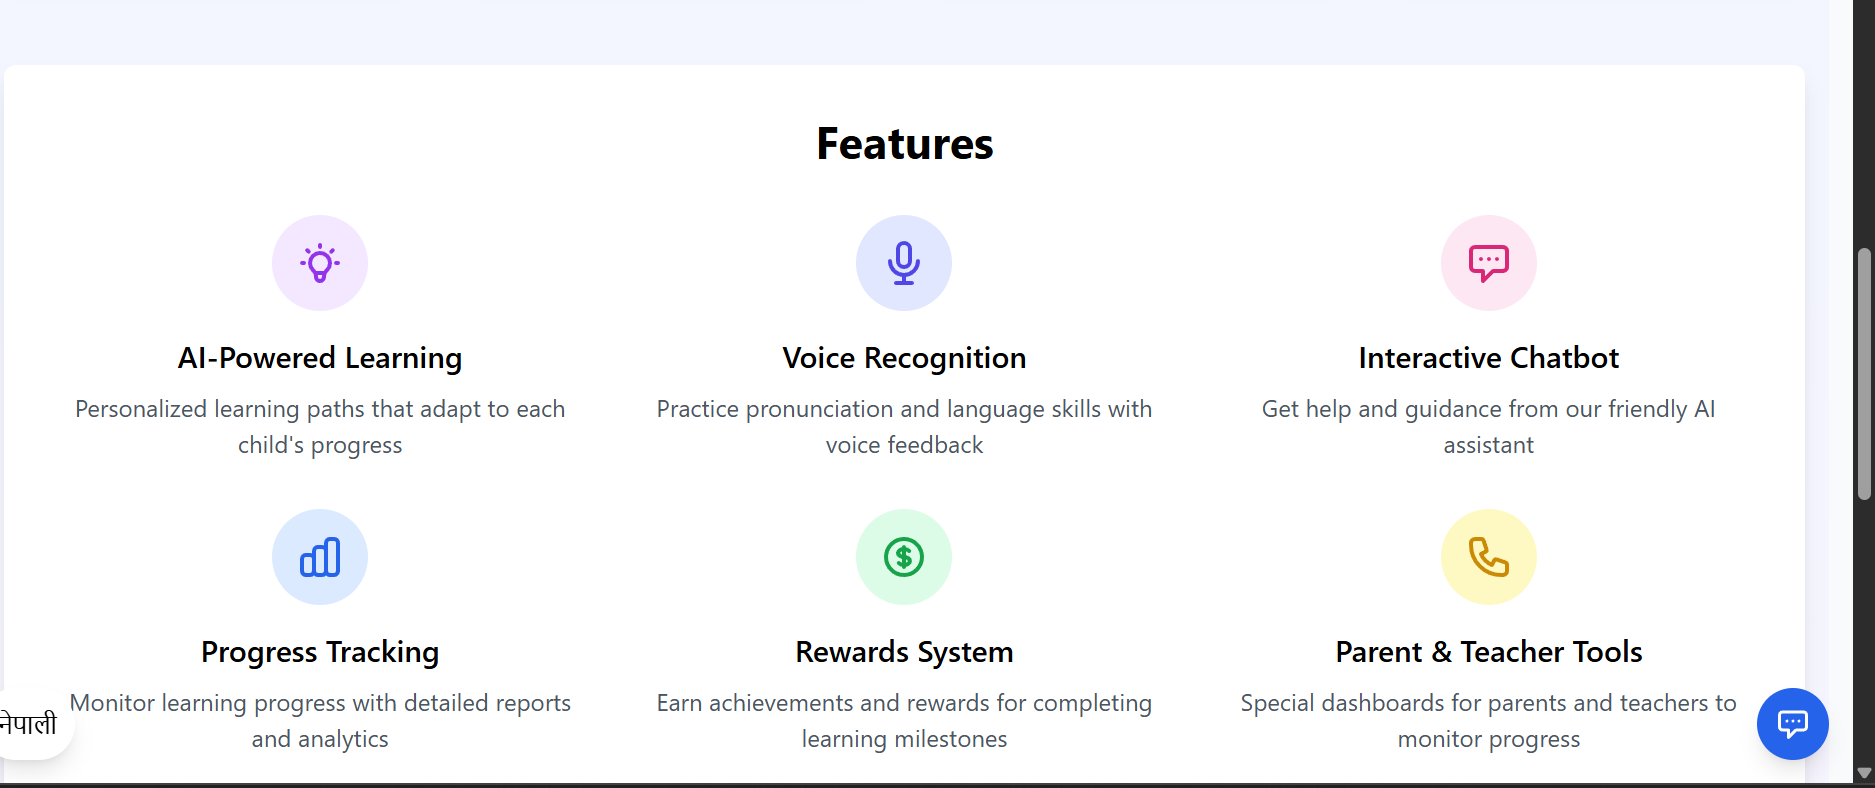 Features
AI-Powered Learning
Personalized learning paths that adapt to each
child's progress
Voice Recognition
Practice pronunciation and language skills with
voice feedback
Interactive Chatbot
Get help and guidance from our friendly AI
assistant
Progress Tracking
Monitor learning progress with detailed reports
and analytics
Rewards System
Earn achievements and rewards for completing
learning milestones
Parent & Teacher Tools
Special dashboards for parents and teachers to
monitor progress
नेपाली